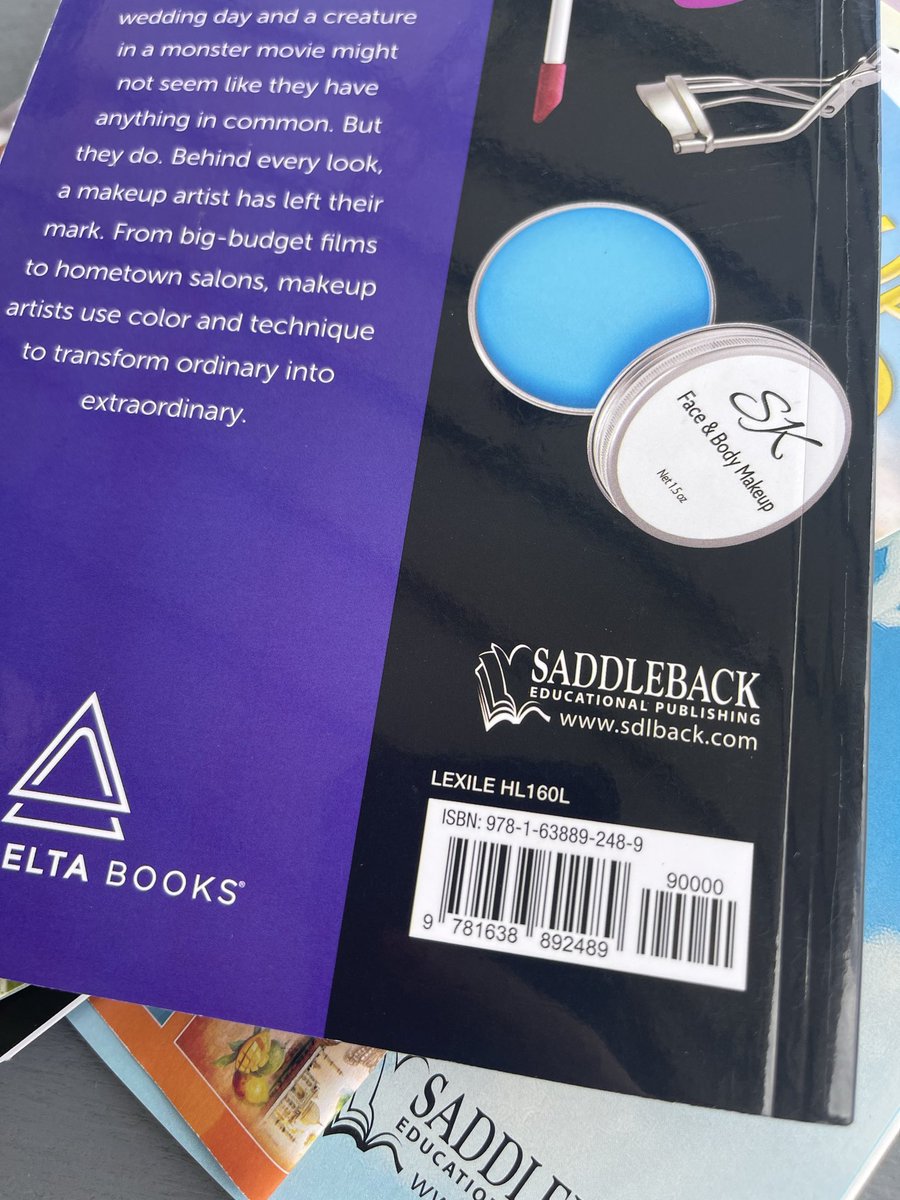 wedding day and a creature
in a monster movie might
not seem like they have
anything in common. But
they do. Behind every look,
a makeup artist has left their
mark. From big-budget films
to hometown salons, makeup
artists use color and technique
to transform ordinary into
extraordinary.
SK
Face & Body Makeup
Net 1.5 oz
SADDLEBACK
EDUCATIONAL PUBLISHING
www.sdlback.com
LEXILE HL160L
ISBN: 978-1-63889-248-9
90000
9 781638 892489
ELTA BOOKS®
SADDLE
EDUCATION
www